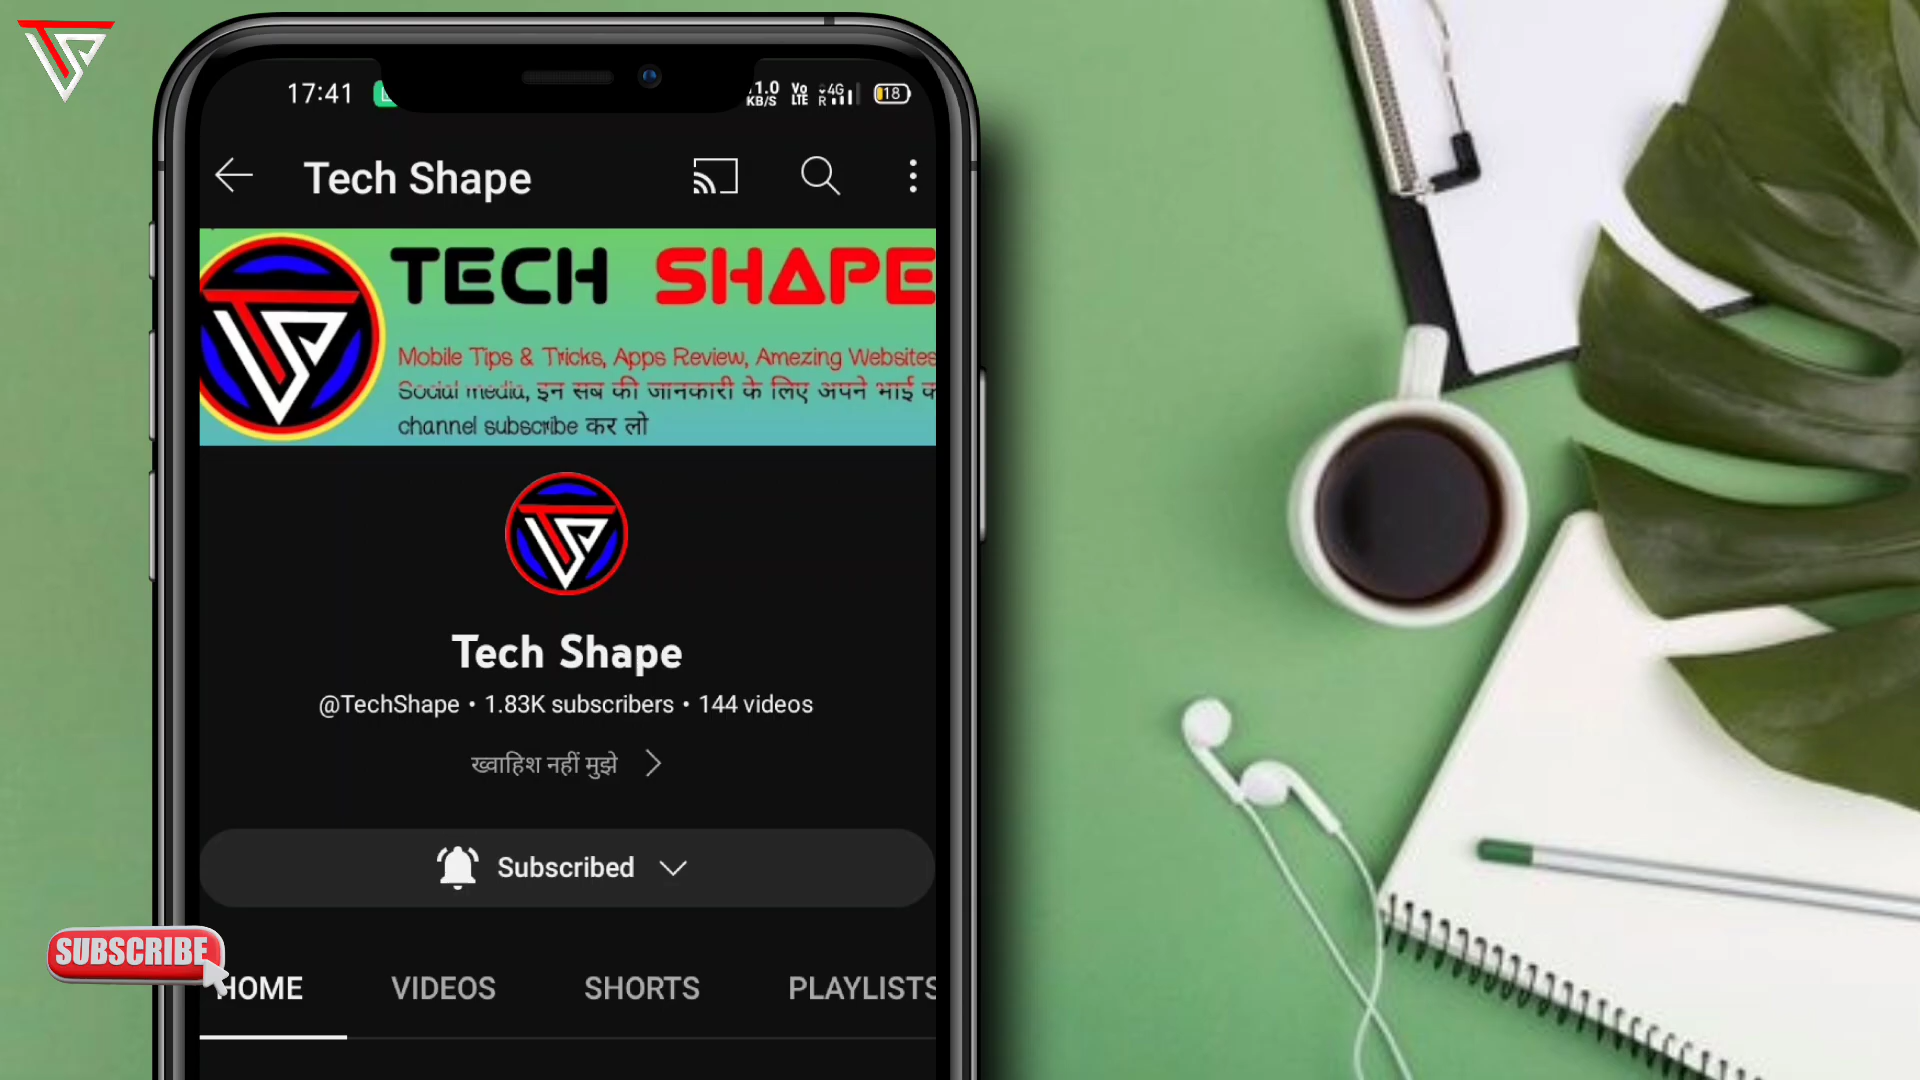 17:41
1.0
KB/S
Vo
LTE
4G
R
18
Tech Shape
TECH SHAPE
Mobile Tips & Tricks, Apps Review, Amezing Websites
Social media, इन सब की जानकारी के लिए अपने भाई
channel subscribe कर लो
Tech Shape
@TechShape • 1.83K subscribers • 144 videos
ख्वाहिश नहीं मुझे
Subscribed
SUBSCRIBE
HOME VIDEOS SHORTS PLAYLISTS